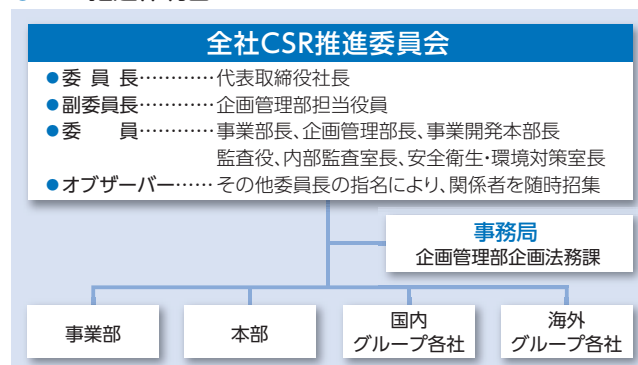 全社CSR推進委員会
●委員長…………代表取締役社長
●副委員長…………企画管理部担当役員
●委　　員…………事業部長、企画管理部長、事業開発本部長
監査役、内部監査室長、安全衛生・環境対策室長
●オブザーバー……その他委員長の指名により、関係者を随時招集
事務局
企画管理部企画法務課
事業部
本部
国内
グループ各社
海外
グループ各社